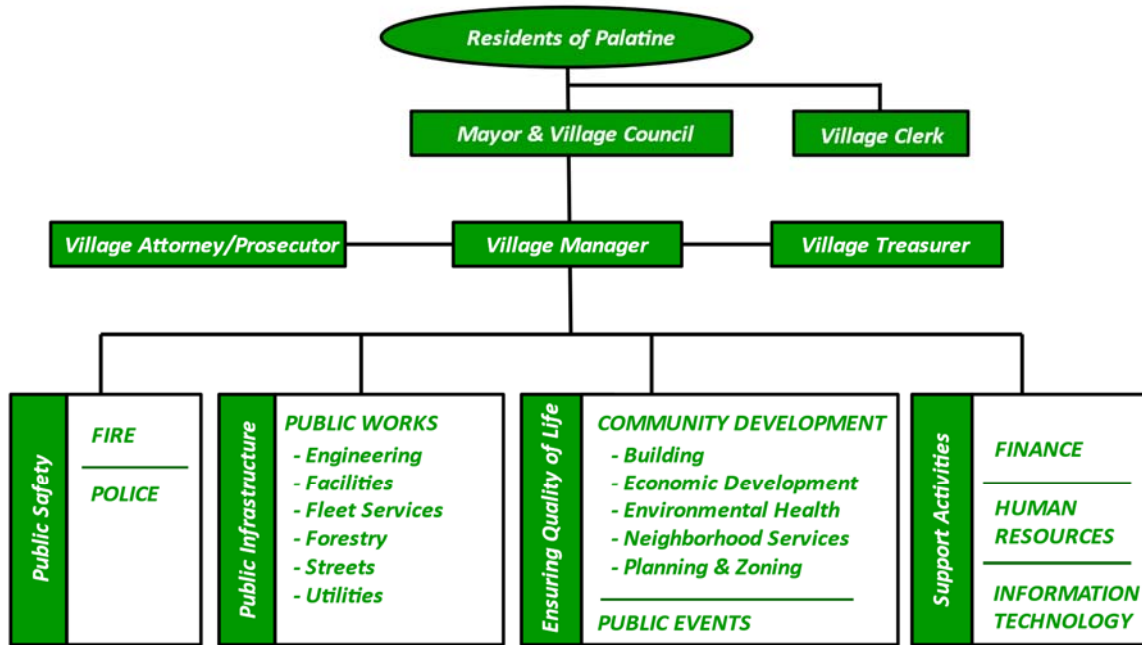 Residents of Palatine
Mayor & Village Council
Village Clerk
Village Attorney/Prosecutor
Village Manager
Village Treasurer
Public Safety
FIRE
POLICE
Public Infrastructure
PUBLIC WORKS
- Engineering
- Facilities
- Fleet Services
- Forestry
- Streets
- Utilities
Ensuring Quality of Life
COMMUNITY DEVELOPMENT
- Building
- Economic Development
- Environmental Health
- Neighborhood Services
- Planning & Zoning
PUBLIC EVENTS
Support Activities
FINANCE
HUMAN
RESOURCES
INFORMATION
TECHNOLOGY